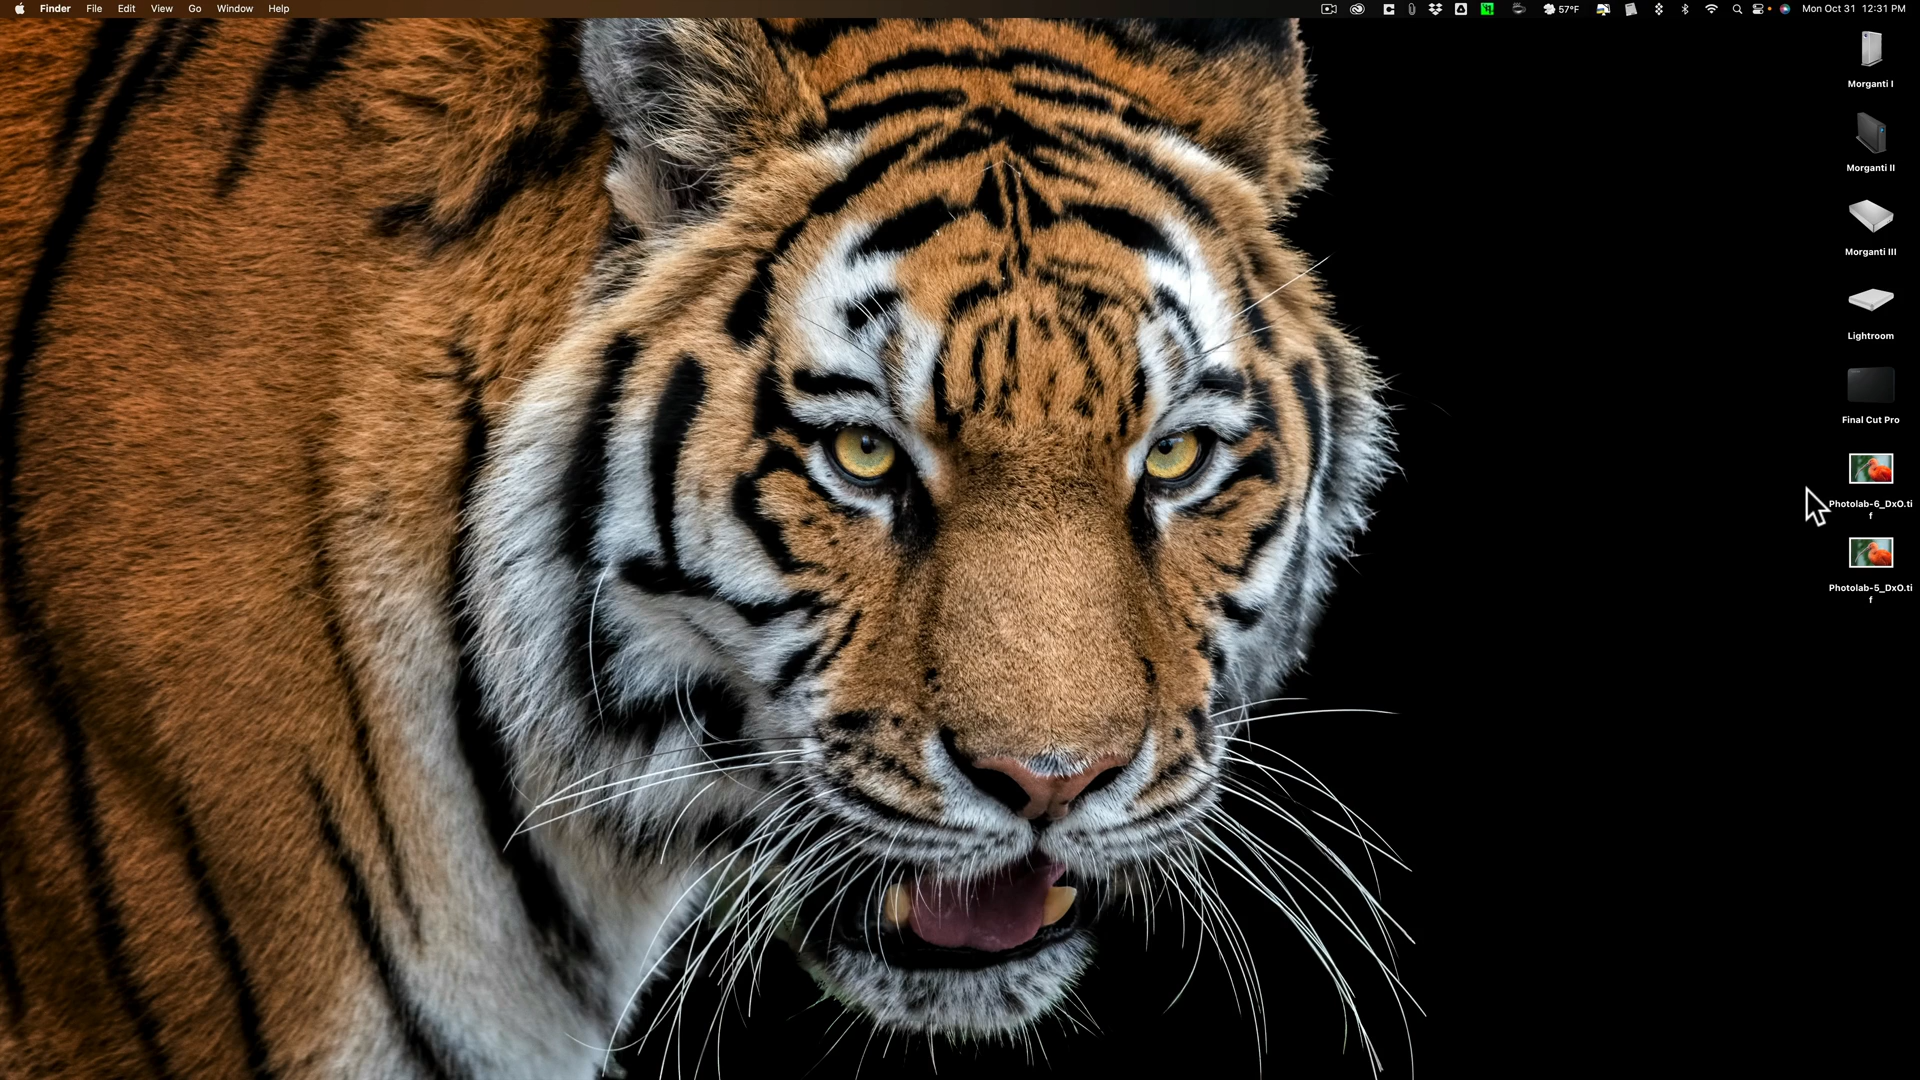 Finder File Edit View Go Window Help 57°F Mon Oct 31 12:31 PM
Morganti I
Morganti II
Morganti III
Lightroom
Final Cut Pro
Photolab-6_DxO.ti
f
Photolab-5_DxO.ti
f